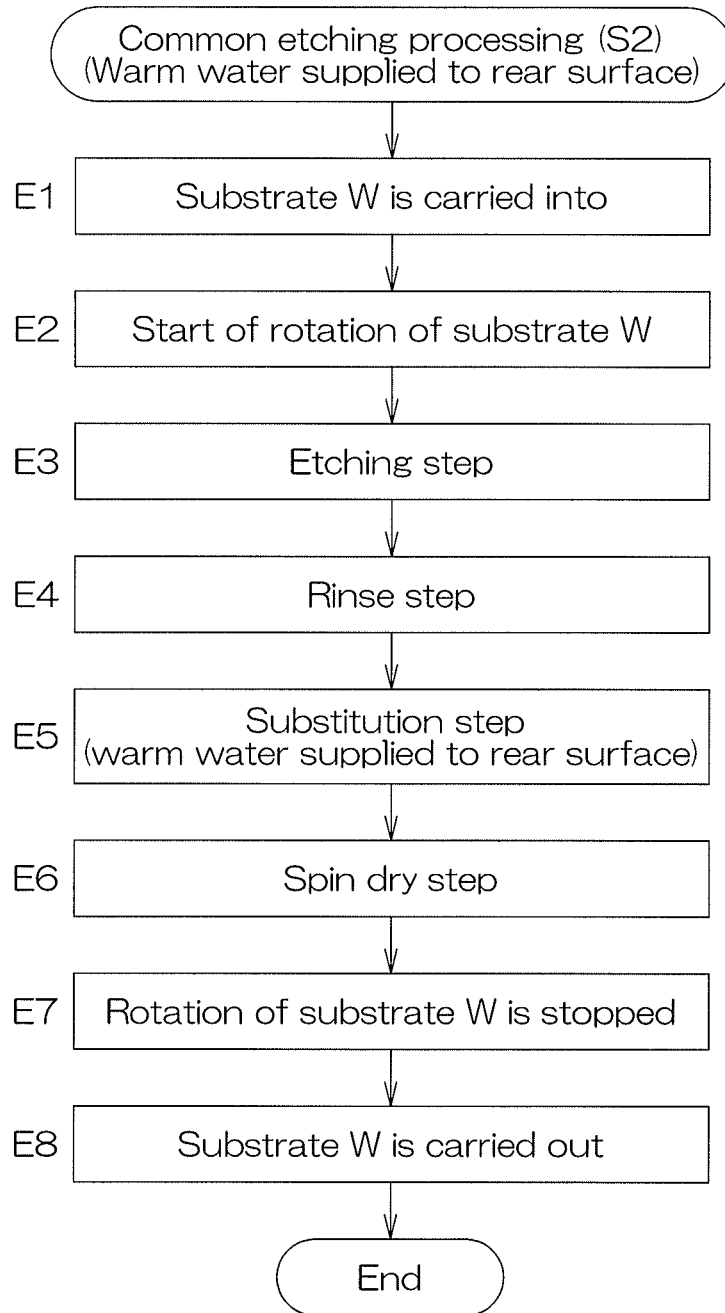 Common etching processing (S2)
(Warm water supplied to rear surface)
E1 Substrate W is carried into
E2 Start of rotation of substrate W
E3 Etching step
E4 Rinse step
E5 Substitution step
(warm water supplied to rear surface)
E6 Spin dry step
E7 Rotation of substrate W is stopped
E8 Substrate W is carried out
End